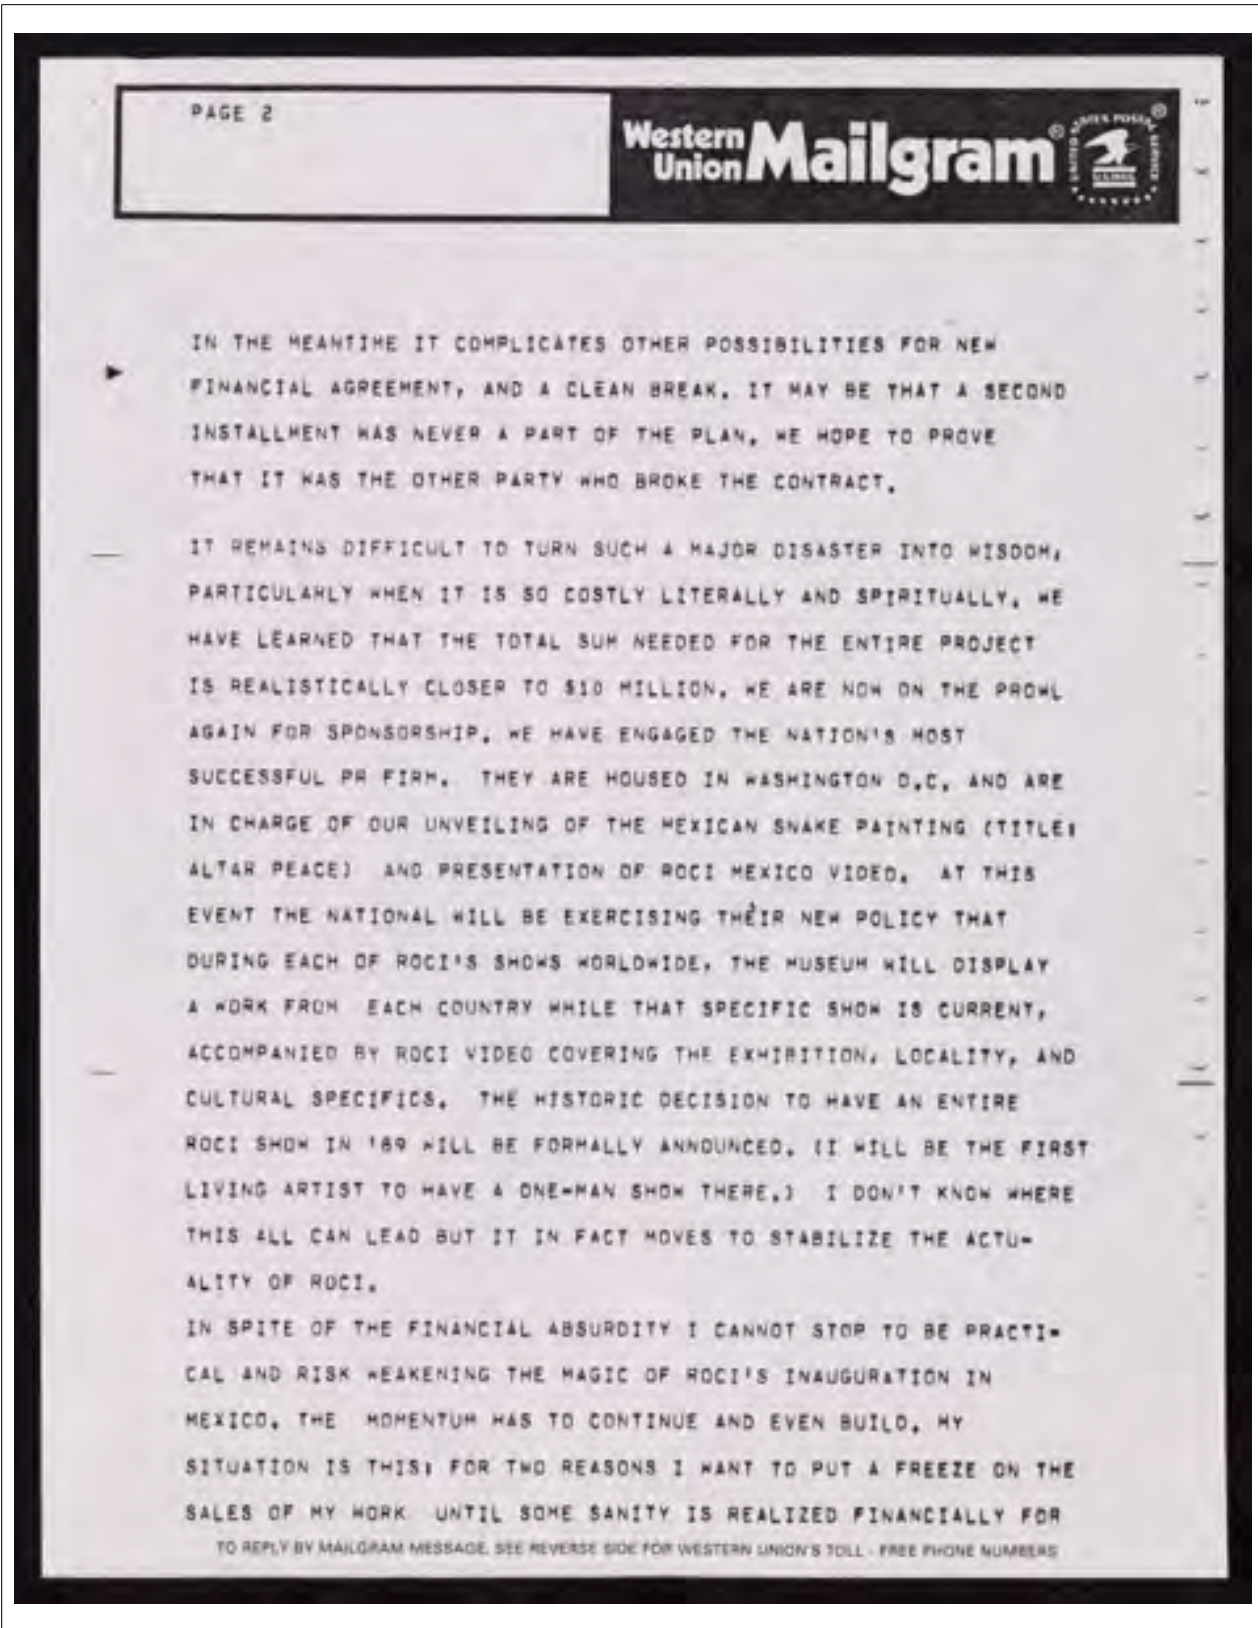 PAGE 2
Western Union Mailgram®
UNITED STATES POSTAL SERVICE ®
U.S.MAIL
IN THE MEANTIME IT COMPLICATES OTHER POSSIBILITIES FOR NEW
FINANCIAL AGREEMENT, AND A CLEAN BREAK. IT MAY BE THAT A SECOND
INSTALLMENT WAS NEVER A PART OF THE PLAN. WE HOPE TO PROVE
THAT IT WAS THE OTHER PARTY WHO BROKE THE CONTRACT.
IT REMAINS DIFFICULT TO TURN SUCH A MAJOR DISASTER INTO WISDOM,
PARTICULARLY WHEN IT IS SO COSTLY LITERALLY AND SPIRITUALLY. WE
HAVE LEARNED THAT THE TOTAL SUM NEEDED FOR THE ENTIRE PROJECT
IS REALISTICALLY CLOSER TO $10 MILLION. WE ARE NOW ON THE PROWL
AGAIN FOR SPONSORSHIP. WE HAVE ENGAGED THE NATION'S MOST
SUCCESSFUL PR FIRM. THEY ARE HOUSED IN WASHINGTON D.C. AND ARE
IN CHARGE OF OUR UNVEILING OF THE MEXICAN SNAKE PAINTING (TITLE:
ALTAR PEACE) AND PRESENTATION OF ROCI MEXICO VIDEO. AT THIS
EVENT THE NATIONAL WILL BE EXERCISING THEIR NEW POLICY THAT
DURING EACH OF ROCI'S SHOWS WORLDWIDE, THE MUSEUM WILL DISPLAY
A WORK FROM EACH COUNTRY WHILE THAT SPECIFIC SHOW IS CURRENT,
ACCOMPANIED BY ROCI VIDEO COVERING THE EXHIBITION, LOCALITY, AND
CULTURAL SPECIFICS. THE HISTORIC DECISION TO HAVE AN ENTIRE
ROCI SHOW IN '89 WILL BE FORMALLY ANNOUNCED. (I WILL BE THE FIRST
LIVING ARTIST TO HAVE A ONE-MAN SHOW THERE.) I DON'T KNOW WHERE
THIS ALL CAN LEAD BUT IT IN FACT MOVES TO STABILIZE THE ACTU-
ALITY OF ROCI.
IN SPITE OF THE FINANCIAL ABSURDITY I CANNOT STOP TO BE PRACTI-
CAL AND RISK WEAKENING THE MAGIC OF ROCI'S INAUGURATION IN
MEXICO. THE MOMENTUM HAS TO CONTINUE AND EVEN BUILD. MY
SITUATION IS THIS: FOR TWO REASONS I WANT TO PUT A FREEZE ON THE
SALES OF MY WORK UNTIL SOME SANITY IS REALIZED FINANCIALLY FOR
TO REPLY BY MAILGRAM MESSAGE, SEE REVERSE SIDE FOR WESTERN UNION'S TOLL - FREE PHONE NUMBERS